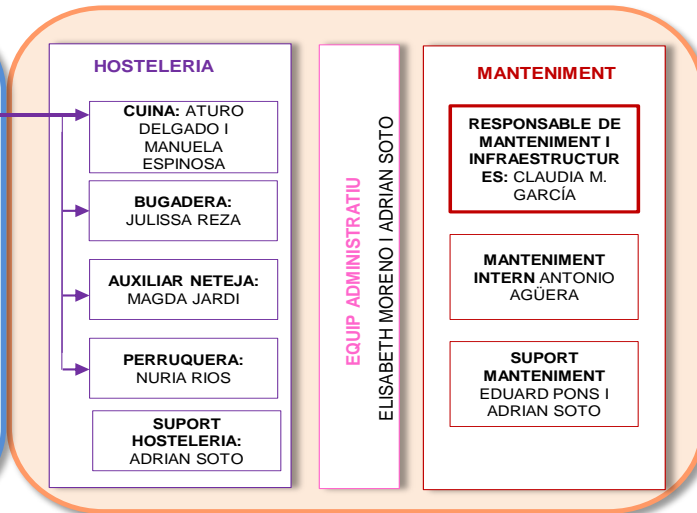 HOSTELERIA
CUINA: ATURO
DELGADO I
MANUELA
ESPINOSA
BUGADERA:
JULISSA REZA
AUXILIAR NETEJA:
MAGDA JARDI
PERRUQUERA:
NURIA RIOS
SUPORT
HOSTELERIA:
ADRIAN SOTO
EQUIP ADMINISTRATIU
ELISABETH MORENO I ADRIAN SOTO
MANTENIMENT
RESPONSABLE DE
MANTENIMENT I
INFRAESTRUCTUR
ES: CLAUDIA M.
GARCÍA
MANTENIMENT
INTERN ANTONIO
AGÜERA
SUPORT
MANTENIMENT
EDUARD PONS I
ADRIAN SOTO